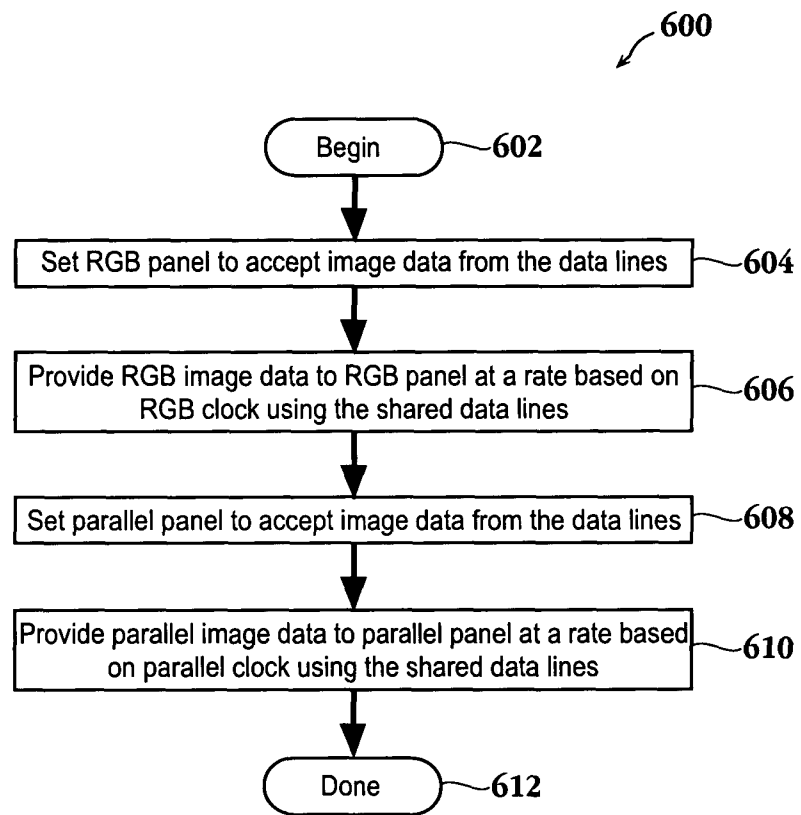 600
Begin
602
Set RGB panel to accept image data from the data lines
604
Provide RGB image data to RGB panel at a rate based on
RGB clock using the shared data lines
606
Set parallel panel to accept image data from the data lines
608
Provide parallel image data to parallel panel at a rate based
on parallel clock using the shared data lines
610
Done
612